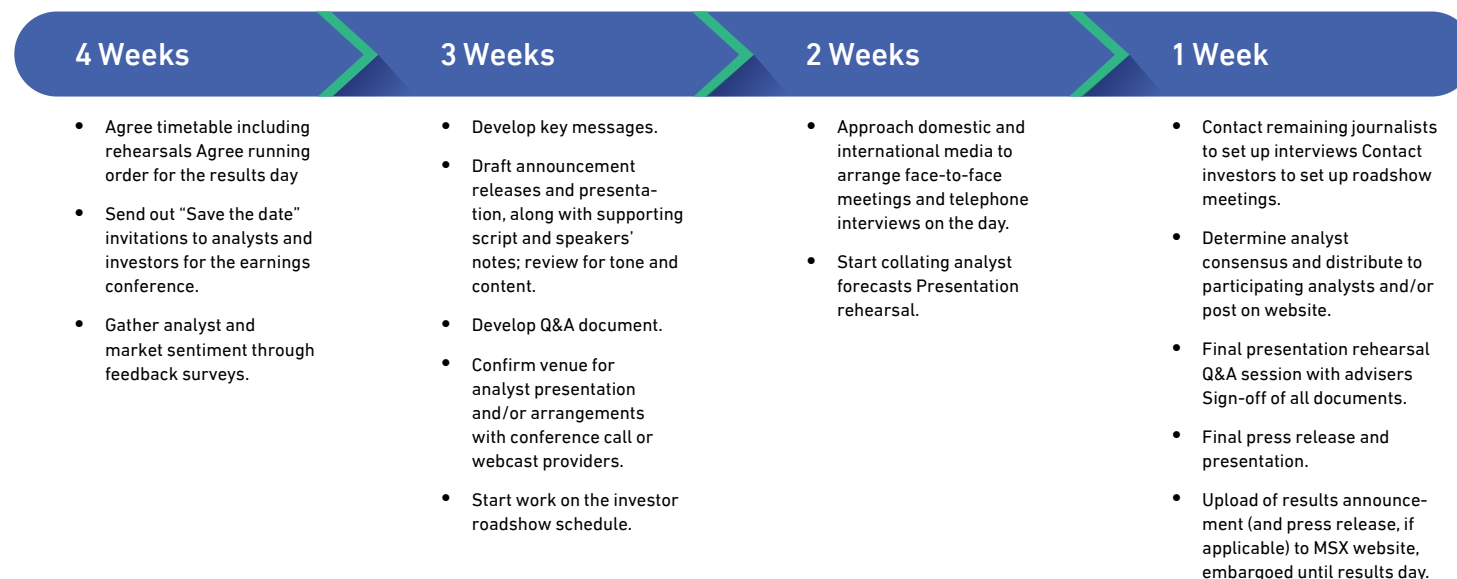 4 Weeks
Agree timetable including
rehearsals Agree running
order for the results day
Send out “Save the date”
invitations to analysts and
investors for the earnings
conference.
Gather analyst and
market sentiment through
feedback surveys.
3 Weeks
Develop key messages.
Draft announcement
releases and presenta-
tion, along with supporting
script and speakers’
notes; review for tone and
content.
Develop Q&A document.
Confirm venue for
analyst presentation
and/or arrangements
with conference call or
webcast providers.
Start work on the investor
roadshow schedule.
2 Weeks
Approach domestic and
international media to
arrange face-to-face
meetings and telephone
interviews on the day.
Start collating analyst
forecasts Presentation
rehearsal.
1 Week
Contact remaining journalists
to set up interviews Contact
investors to set up roadshow
meetings.
Determine analyst
consensus and distribute to
participating analysts and/or
post on website.
Final presentation rehearsal
Q&A session with advisers
Sign-off of all documents.
Final press release and
presentation.
Upload of results announce-
ment (and press release, if
applicable) to MSX website,
embargoed until results day.